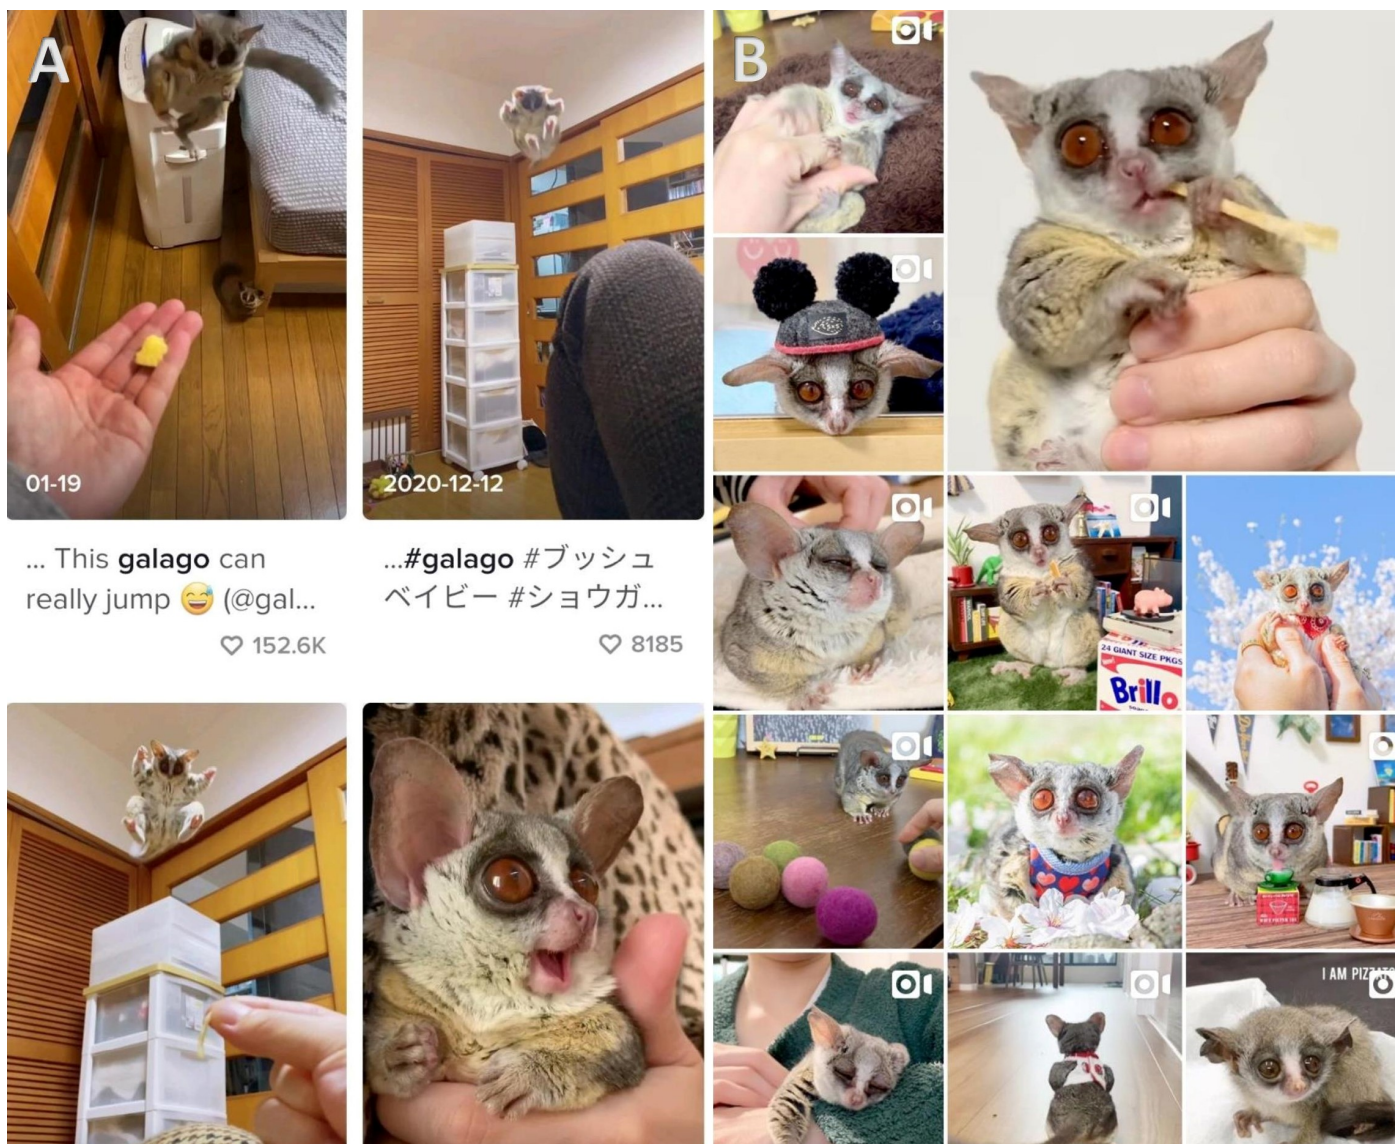 A
01-19
... This galago can
really jump 😅 (@gal...
152.6K
2020-12-12
...#galago #ブッシュ
ベイビー #ショウガ...
8185
B
24 GIANT SIZE PKGS
Brillo
I AM PIZZATO